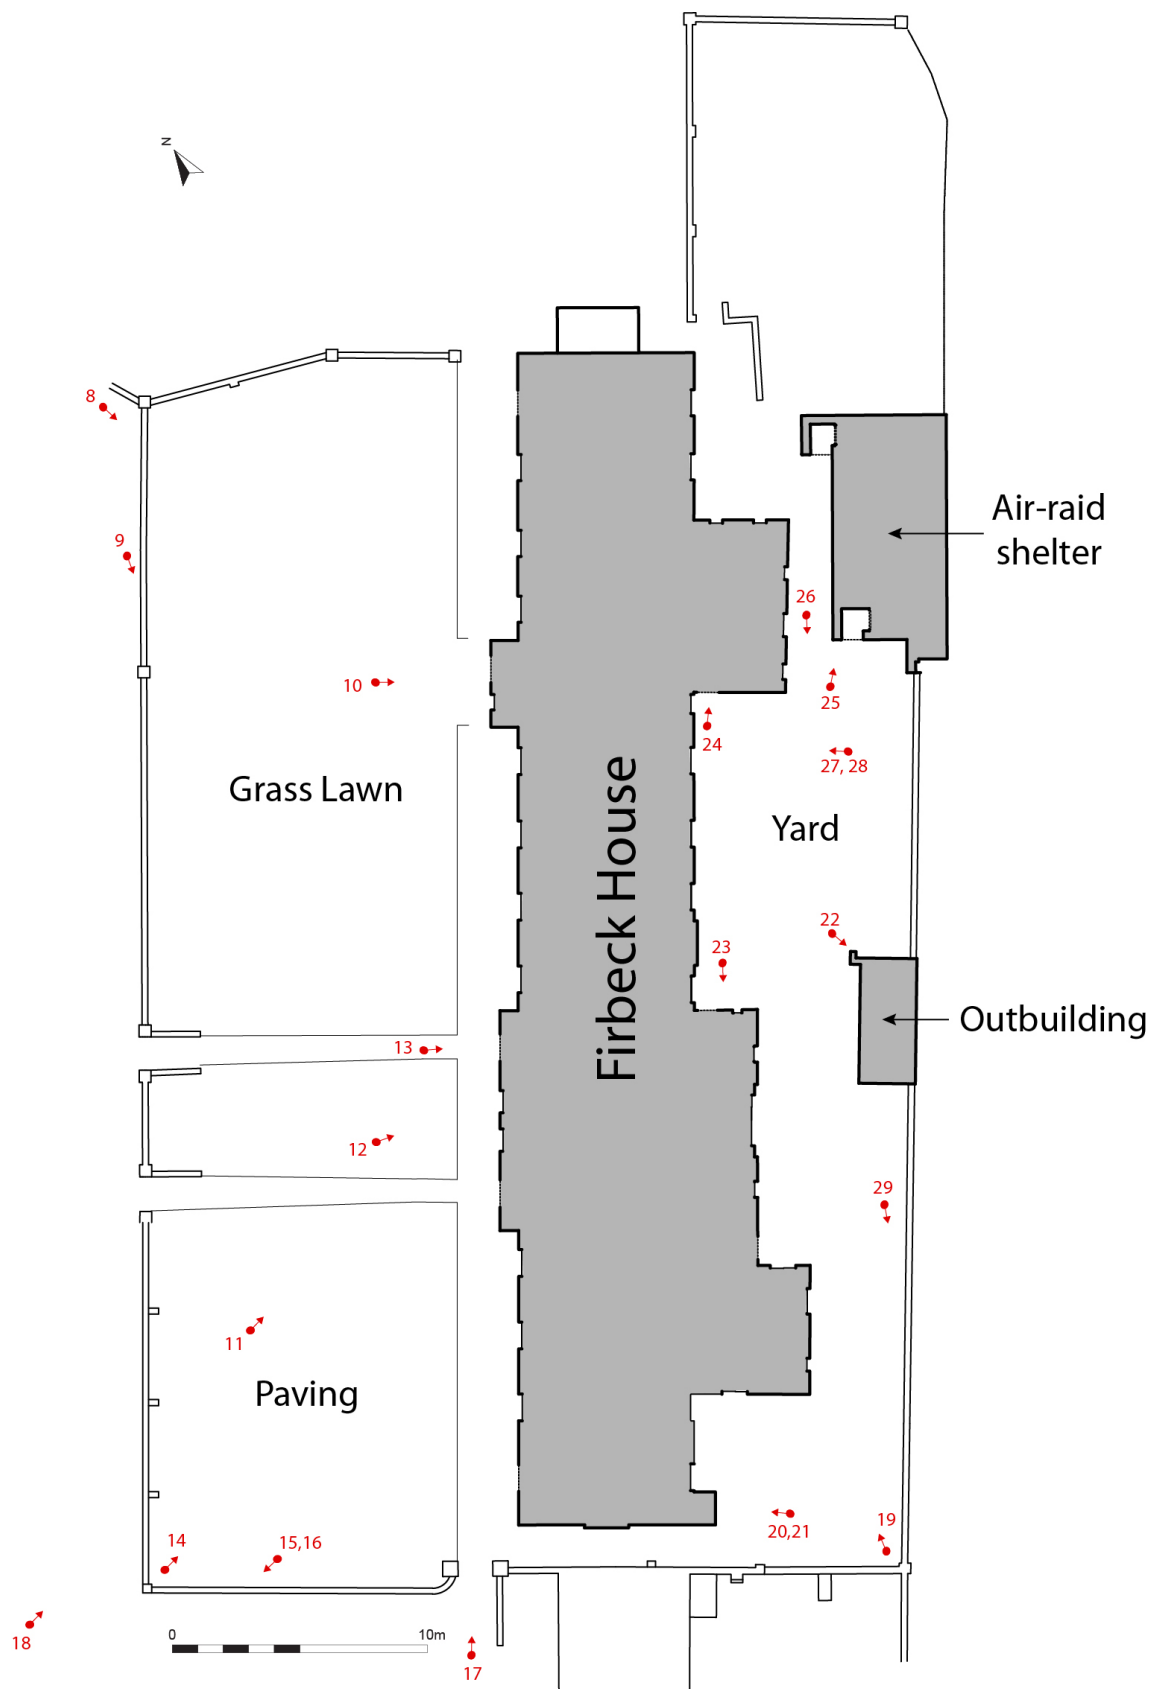 N
8
9
Air-raid
shelter
26
10
25
24
27, 28
Grass Lawn
Firbeck House
Yard
22
23
Outbuilding
13
12
29
11
Paving
14
15,16
20,21
19
18
0
10m
17